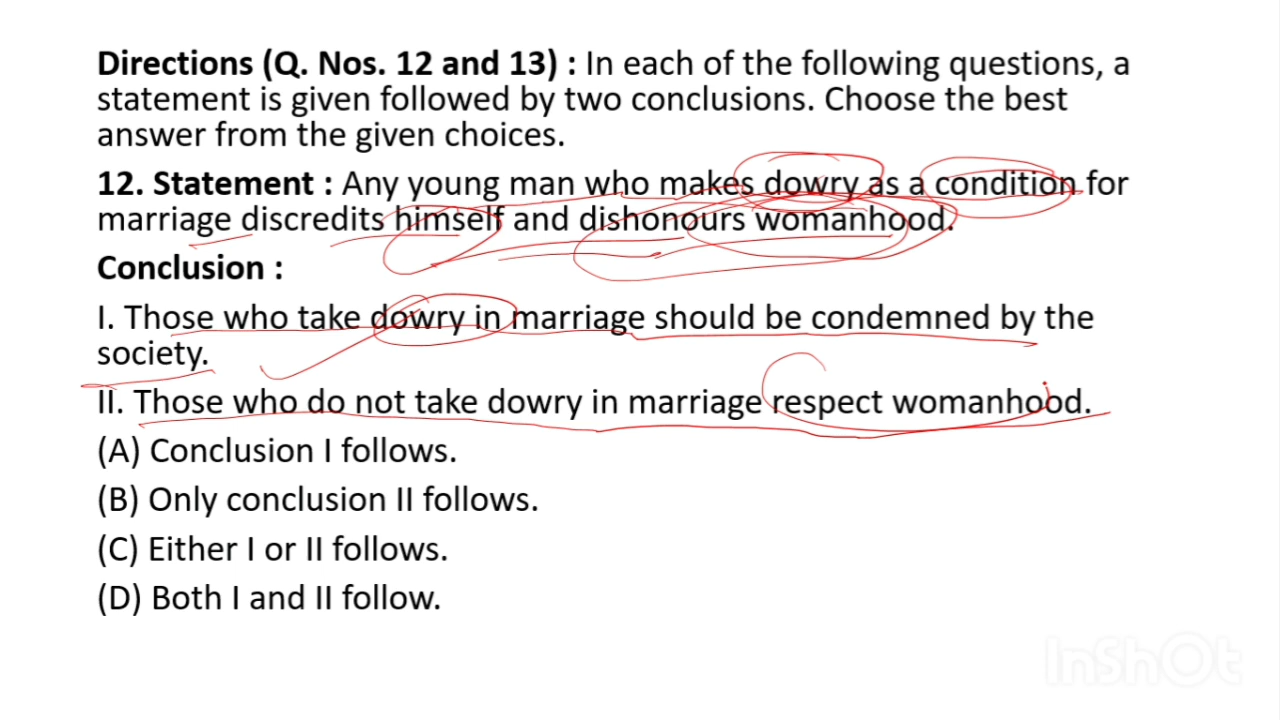 Directions (Q. Nos. 12 and 13) : In each of the following questions, a
statement is given followed by two conclusions. Choose the best
answer from the given choices.
12. Statement : Any young man who makes dowry as a condition for
marriage discredits himself and dishonours womanhood.
Conclusion :
I. Those who take dowry in marriage should be condemned by the
society.
II. Those who do not take dowry in marriage respect womanhood.
(A) Conclusion I follows.
(B) Only conclusion II follows.
(C) Either I or II follows.
(D) Both I and II follow.
InShOt